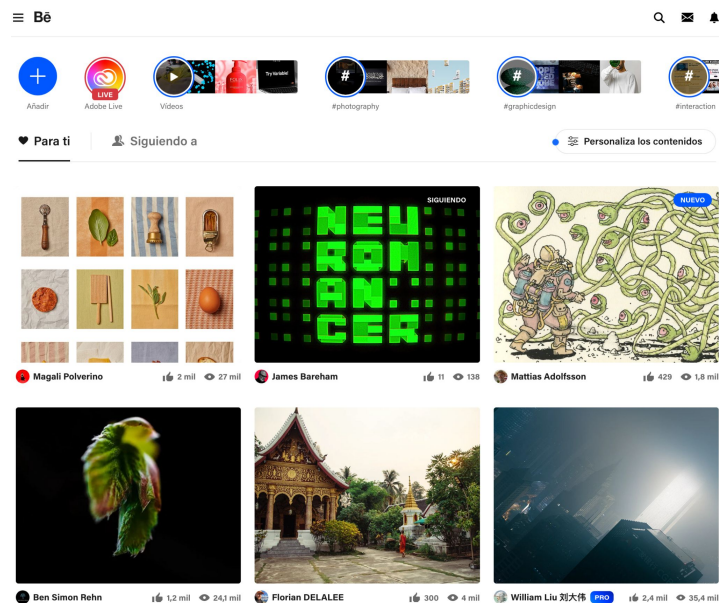 Bē
Try Variable!
#
#
#
LIVE
Añadir
Adobe Live
Vídeos
#photography
#graphicdesign
#interaction
Para ti
Siguiendo a
Personaliza los contenidos
SIGUIENDO
NEU
ROM
AN.
CER
NUEVO
Magali Polverino
2 mil
27 mil
James Bareham
11
138
Mattias Adolfsson
429
1,8 mil
Ben Simon Rehn
1,2 mil
24,1 mil
Florian DELALEE
300
4 mil
William Liu 刘大伟
PRO
2,4 mil
35,4 mil